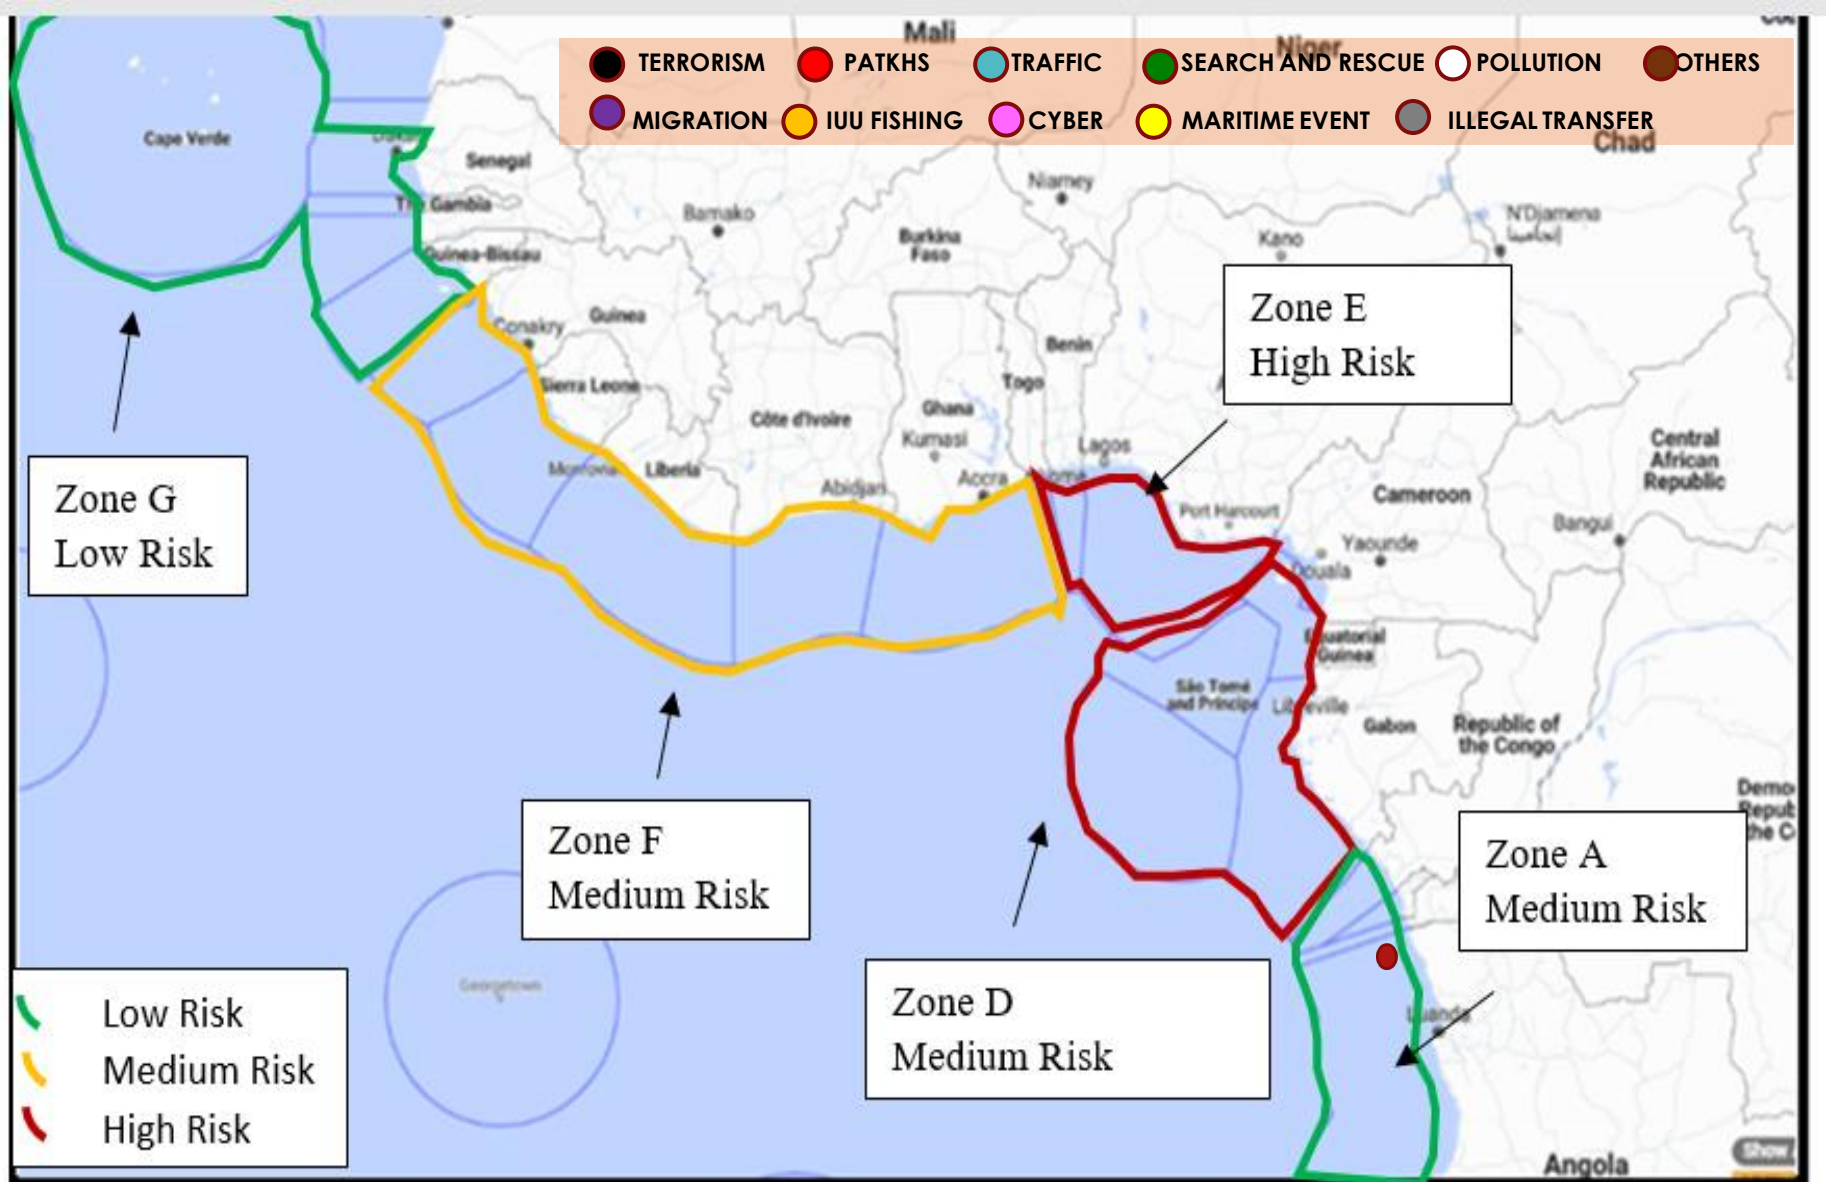 Mali
Niger
TERRORISM
PATKHS
TRAFFIC
SEARCH AND RESCUE
POLLUTION
OTHERS
MIGRATION
IUU FISHING
CYBER
MARITIME EVENT
ILLEGAL TRANSFER
Chad
Cape Verde
Senegal
The Gambia
Guinea-Bissau
Bamako
Niamey
N'Djamena
Burkina
Faso
Kano
Zone E
High Risk
Guinea
Conakry
Benin
Sierra Leone
Togo
Côte d'Ivoire
Ghana
Kumasi
Lagos
Liberia
Abidjan
Accra
Port Harcourt
Cameroon
Central
African
Republic
Bangui
Yaounde
Douala
Zone G
Low Risk
Equatorial
Guinea
São Tomé
and Príncipe
Libreville
Gabon
Republic of
the Congo
Zone F
Medium Risk
Zone A
Medium Risk
Georgetown
Zone D
Medium Risk
Luanda
Low Risk
Medium Risk
High Risk
Angola
Show